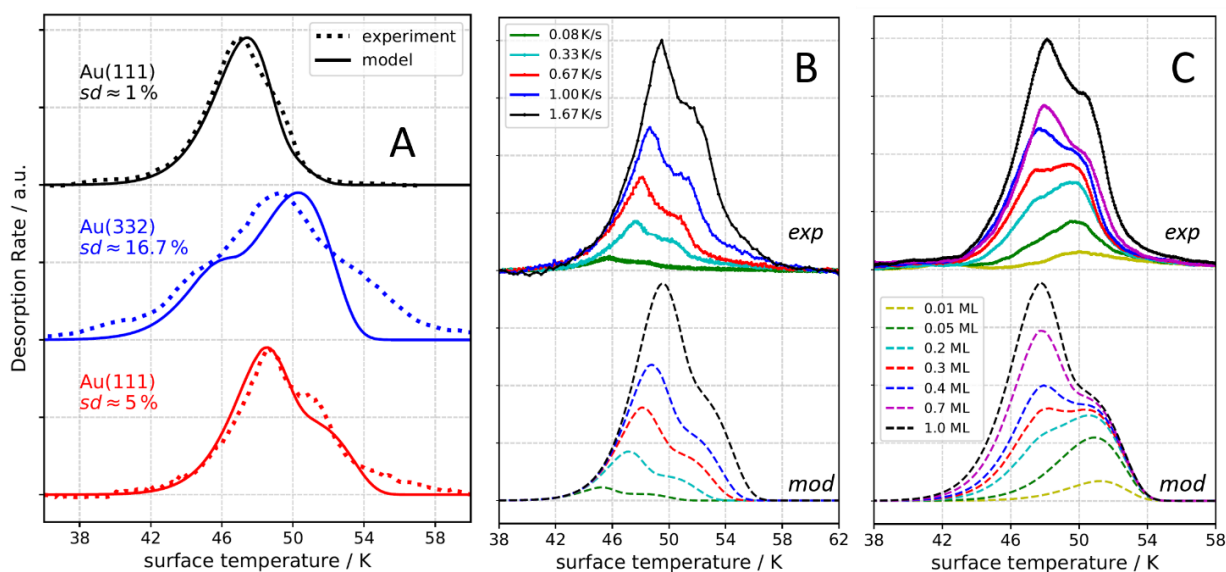 Desorption Rate / a.u.
experiment
model
Au(111)
sd ≈ 1 %
A
Au(332)
sd ≈ 16.7 %
Au(111)
sd ≈ 5 %
38 42 46 50 54 58
surface temperature / K
0.08 K/s
0.33 K/s
0.67 K/s
1.00 K/s
1.67 K/s
B
exp
mod
38 42 46 50 54 58 62
surface temperature / K
C
exp
0.01 ML
0.05 ML
0.2 ML
0.3 ML
0.4 ML
0.7 ML
1.0 ML
mod
38 42 46 50 54 58
surface temperature / K